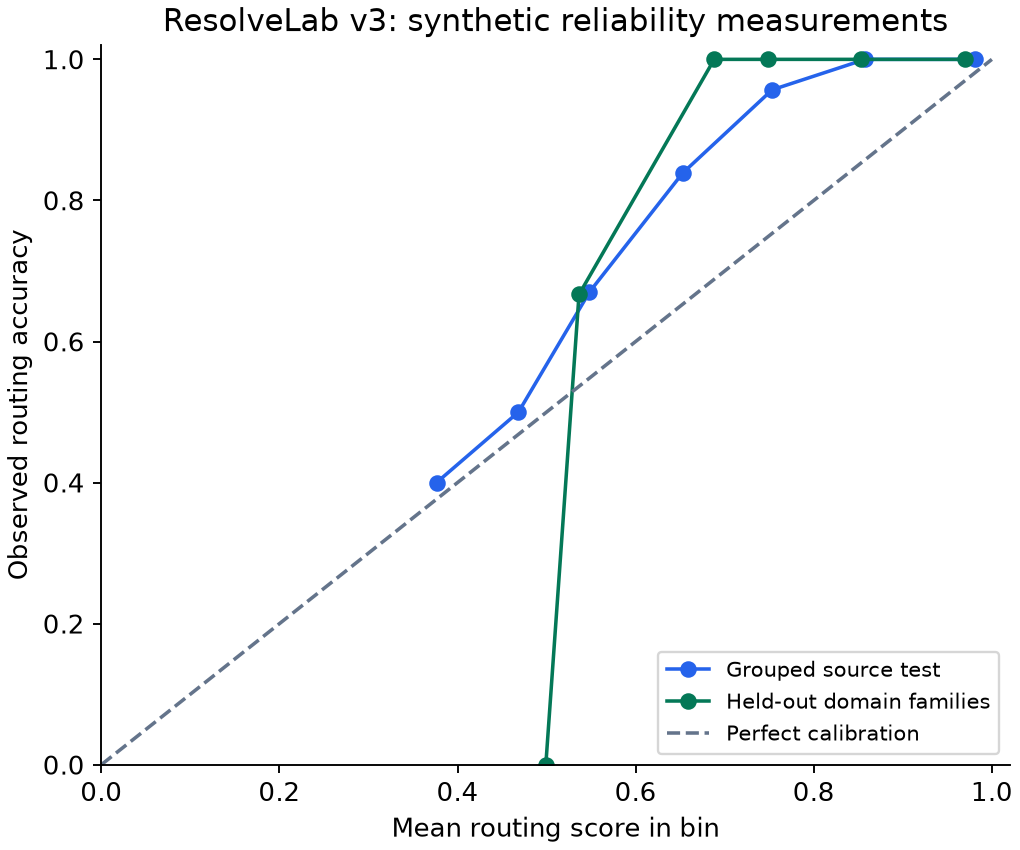 ResolveLab v3: synthetic reliability measurements
1.0
0.8
0.6
0.4
0.2
0.0
Observed routing accuracy
Grouped source test
Held-out domain families
Perfect calibration
0.0 0.2 0.4 0.6 0.8 1.0
Mean routing score in bin